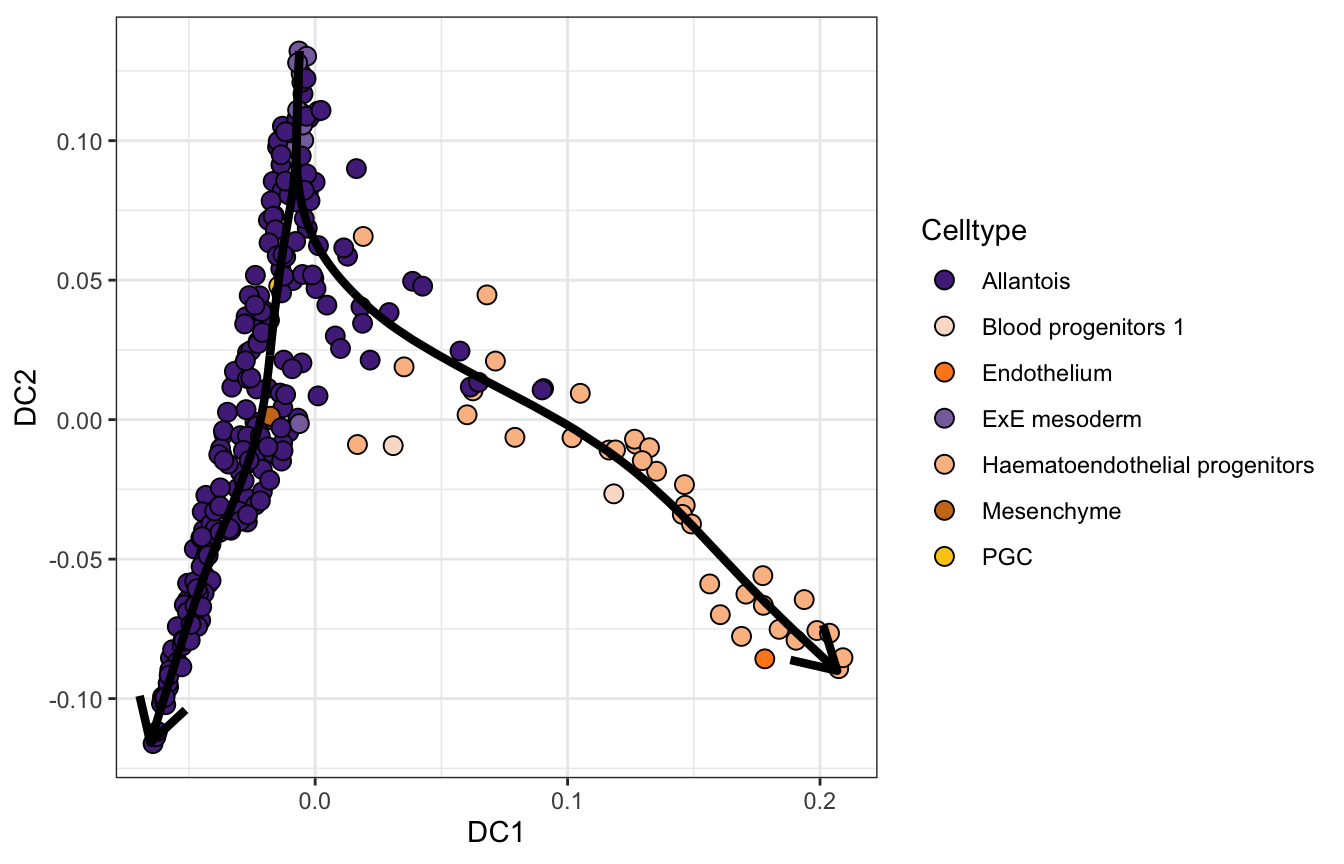 DC2
0.10
0.05
0.00
-0.05
-0.10
0.0
0.1
0.2
DC1
Celltype
Allantois
Blood progenitors 1
Endothelium
ExE mesoderm
Haematoendothelial progenitors
Mesenchyme
PGC